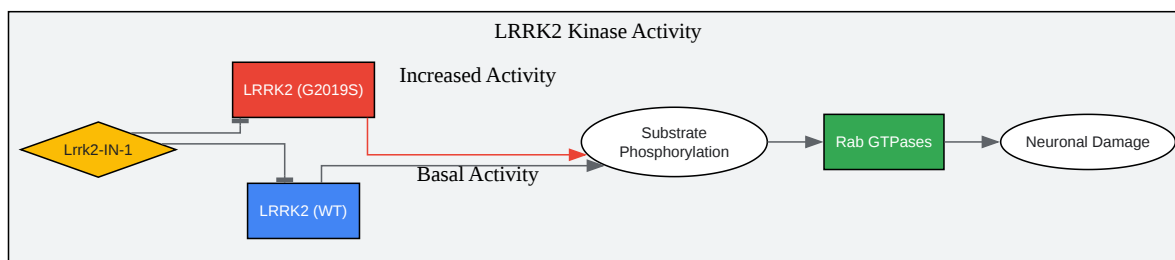 LRRK2 Kinase Activity
LRRK2 (G2019S)
Increased Activity
Lrrk2-IN-1
Substrate
Phosphorylation
Rab GTPases
Neuronal Damage
Basal Activity
LRRK2 (WT)